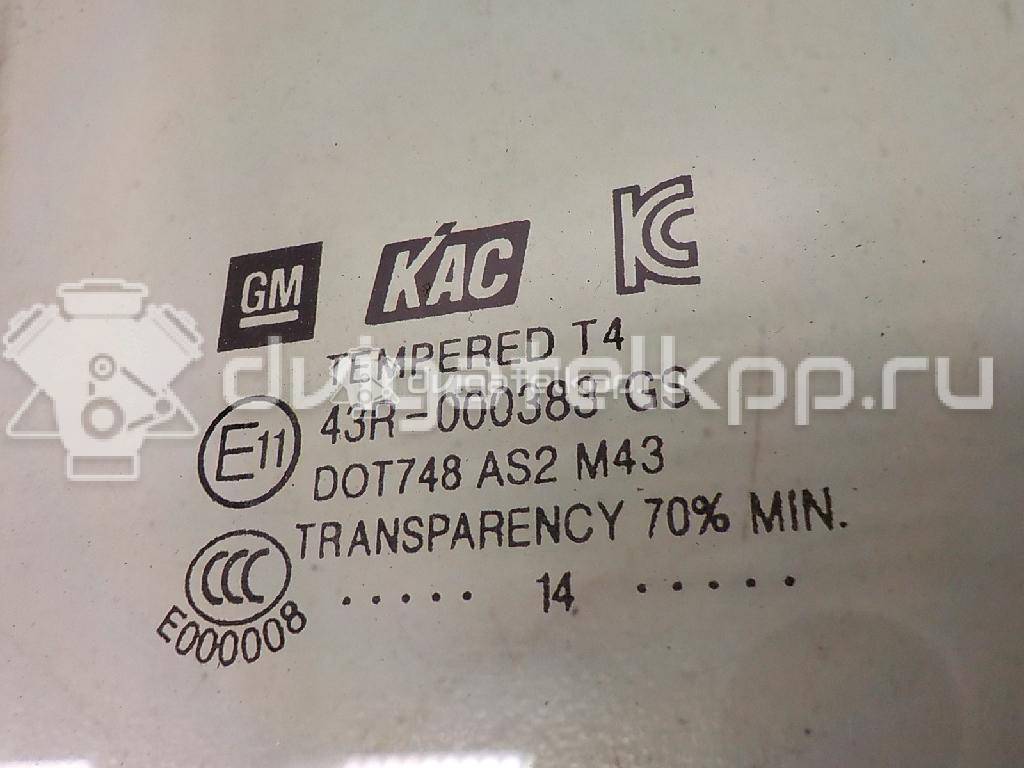 GM KAC KC
TEMPERED T4
E11 43R-000383 GS
DOT748 AS2 M43
TRANSPARENCY 70% MIN.
CCC
E000008
..... 14 .....
dvigatelkpp.ru